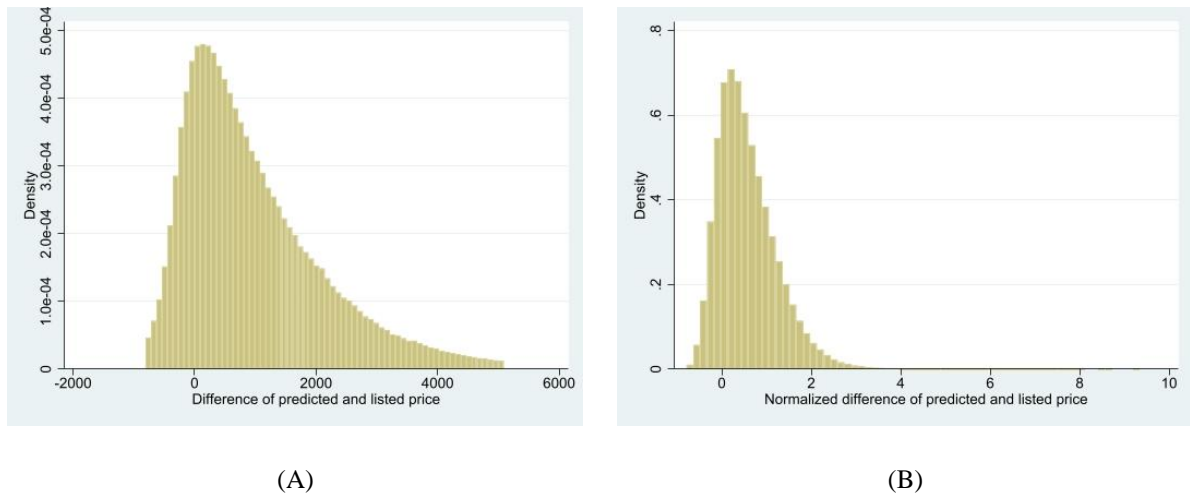 5.0e-04
4.0e-04
3.0e-04
2.0e-04
1.0e-04
0
Density
-2000 0 2000 4000 6000
Difference of predicted and listed price
(A)
.8
.6
.4
.2
0
Density
0 2 4 6 8 10
Normalized difference of predicted and listed price
(B)